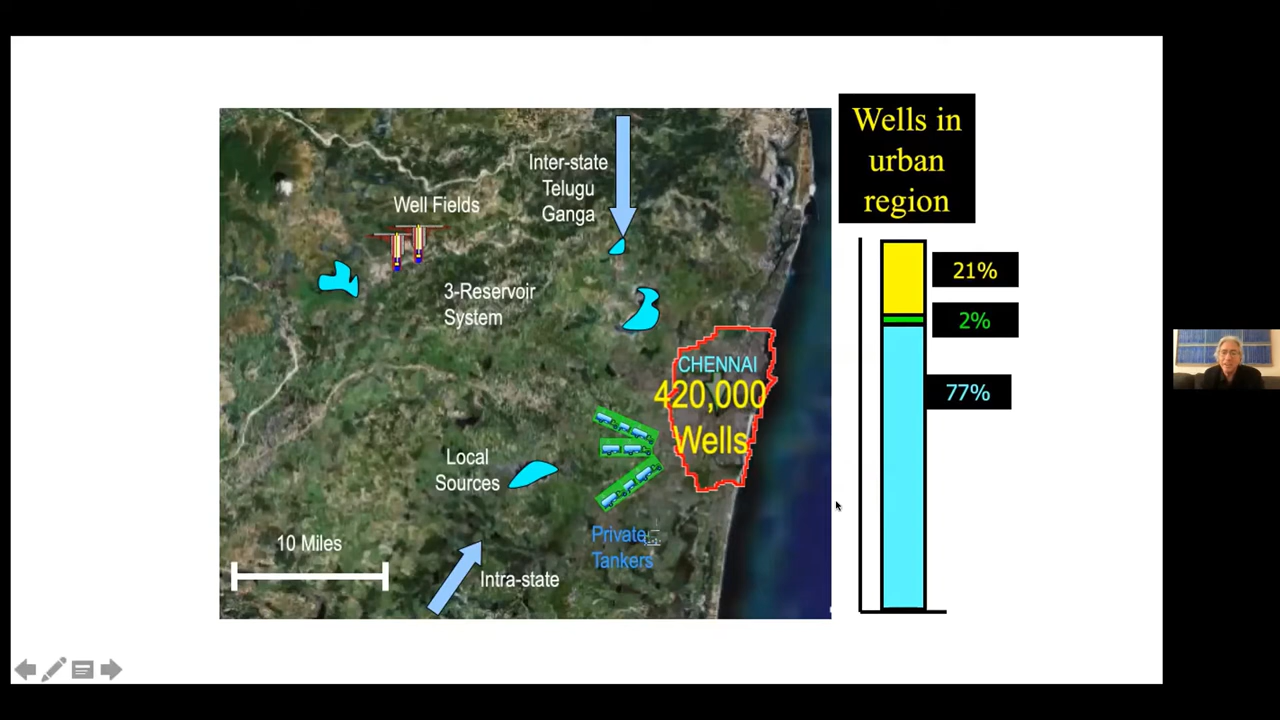 Inter-state
Telugu
Ganga
Well Fields
3-Reservoir
System
CHENNAI
420,000
Wells
Local
Sources
Private
Tankers
10 Miles
Intra-state
Wells in
urban
region
21%
2%
77%